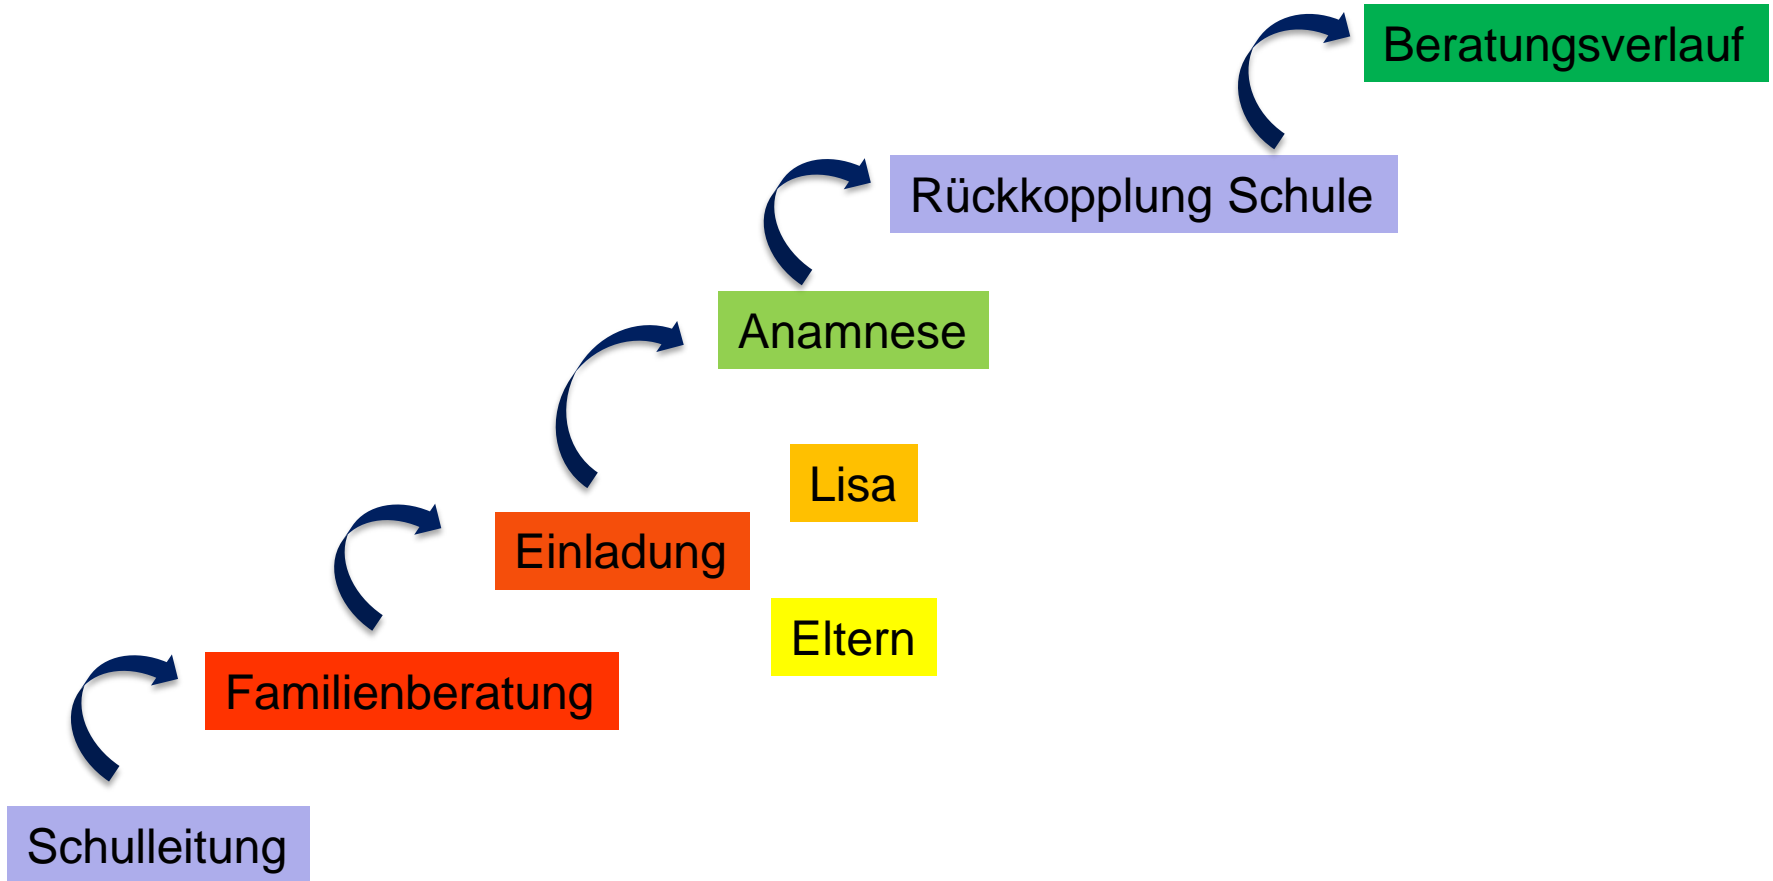 Beratungsverlauf
Rückkopplung Schule
Anamnese
Lisa
Einladung
Eltern
Familienberatung
Schulleitung